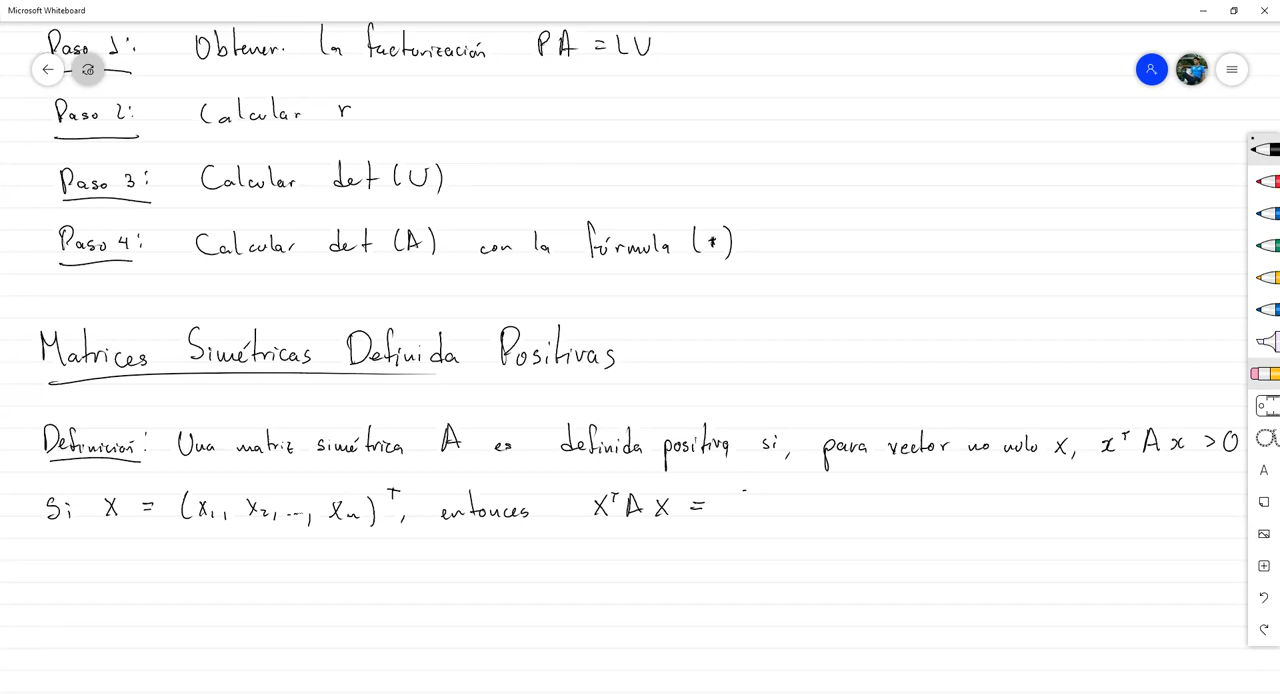 Microsoft Whiteboard
Paso 1: Obtener la factorización PA = LU
Paso 2: Calcular r
Paso 3: Calcular det (U)
Paso 4: Calcular det (A) con la fórmula (*)
Matrices Simétricas Definida Positivas
Definición: Una matriz simétrica A es definida positiva si, para vector no nulo x, xᵀ A x > 0
Si x = (x₁, x₂, ..., xₙ)ᵀ, entonces xᵀ A x =
A